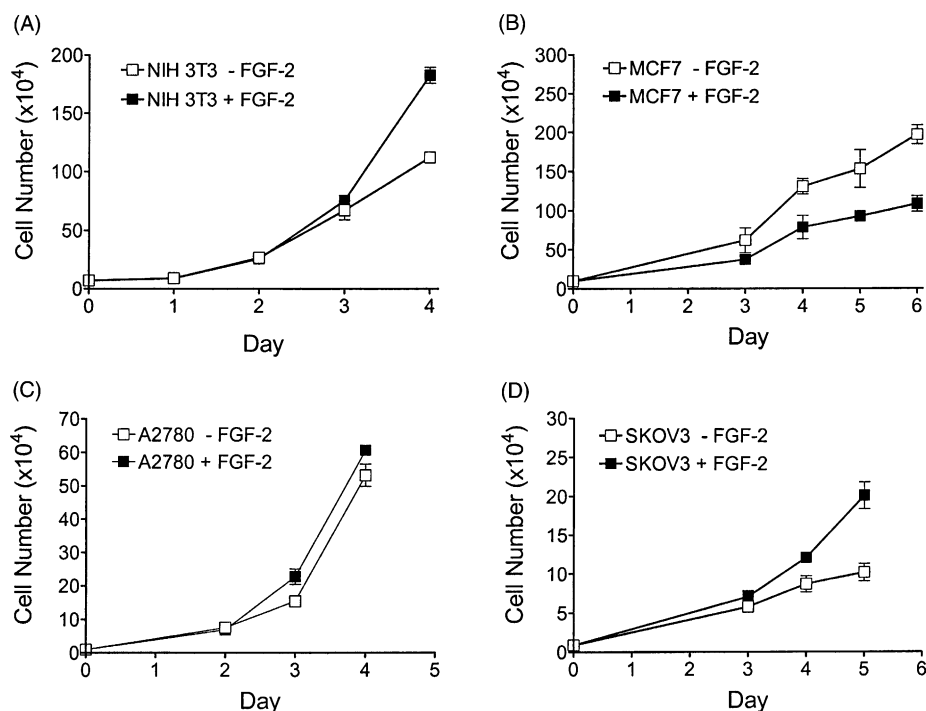 (A)
NIH 3T3 - FGF-2
NIH 3T3 + FGF-2
Cell Number (x10⁴)
200
150
100
50
0
0 1 2 3 4
Day
(B)
MCF7 - FGF-2
MCF7 + FGF-2
Cell Number (x10⁴)
300
250
200
150
100
50
0
0 1 2 3 4 5 6
Day
(C)
A2780 - FGF-2
A2780 + FGF-2
Cell Number (x10⁴)
70
60
50
40
30
20
10
0
0 1 2 3 4 5
Day
(D)
SKOV3 - FGF-2
SKOV3 + FGF-2
Cell Number (x10⁴)
30
25
20
15
10
5
0
0 1 2 3 4 5 6
Day